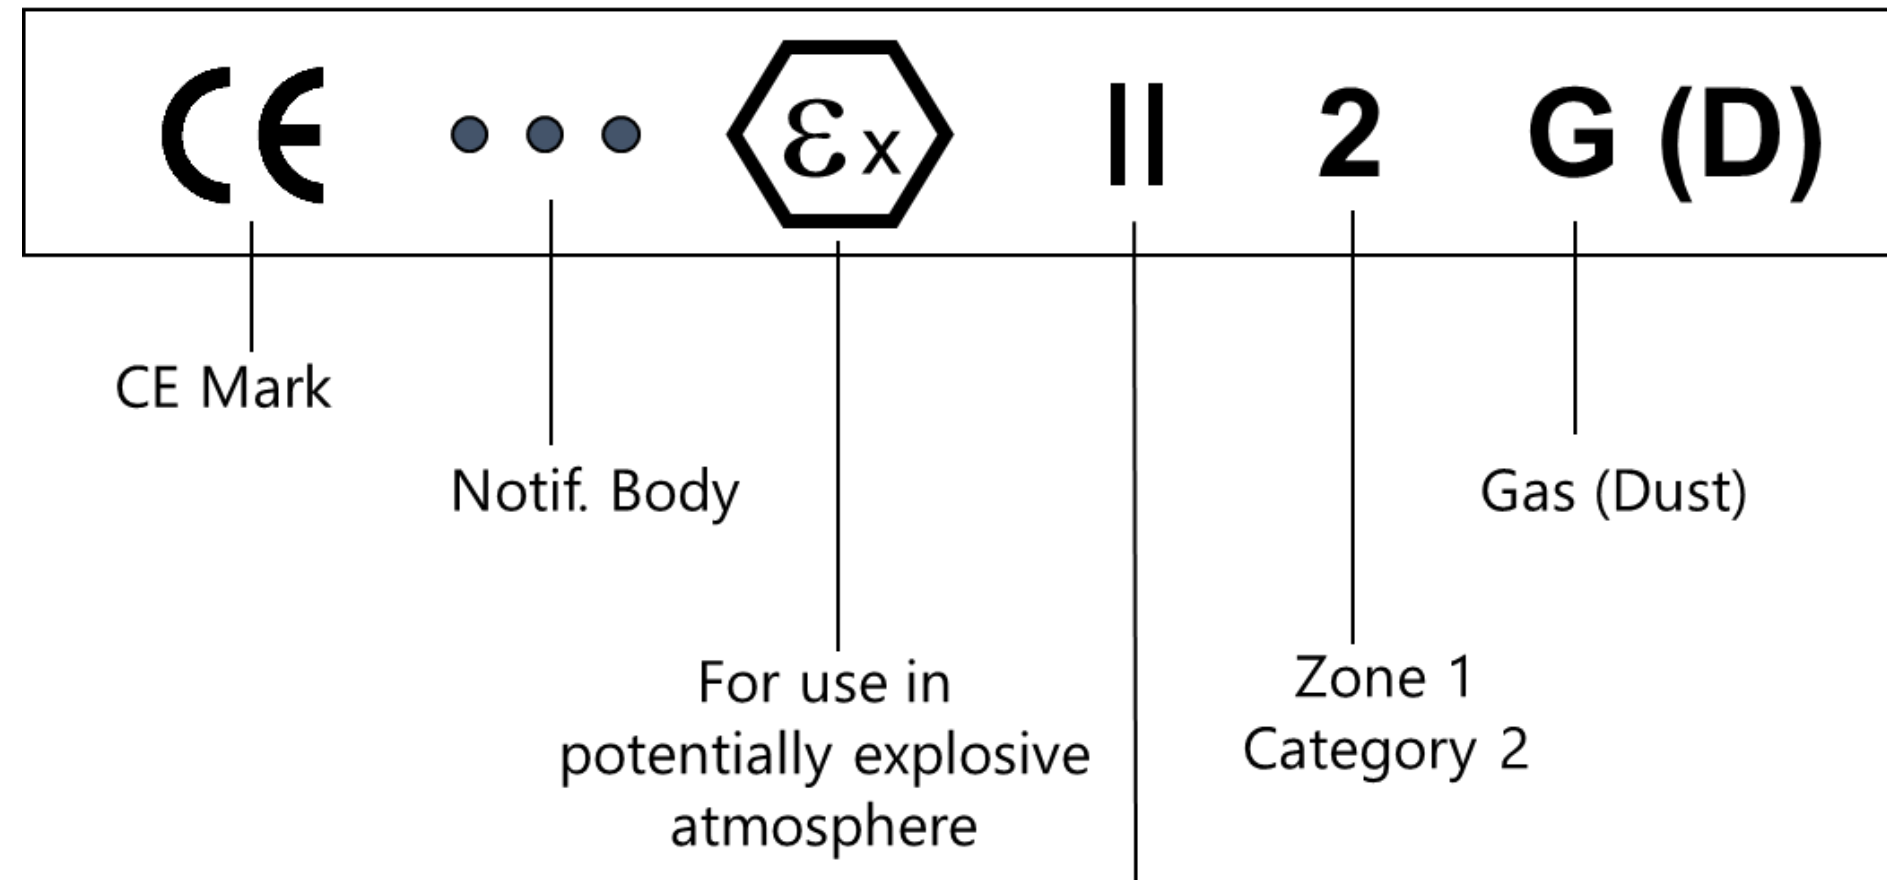 CE ● ● ● εx II 2 G (D)
CE Mark
Notif. Body
Gas (Dust)
For use in
potentially explosive
atmosphere
Zone 1
Category 2